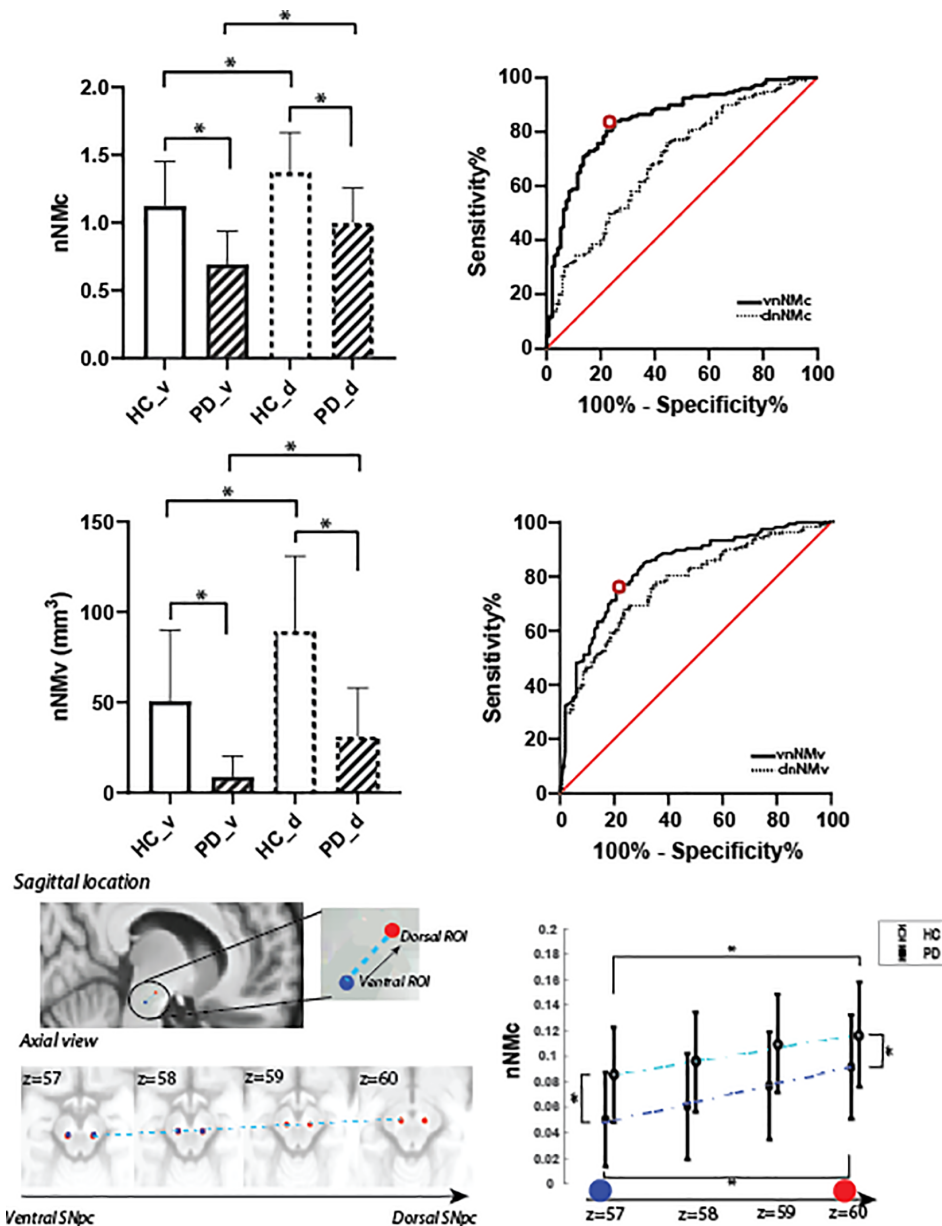 *
*
*
*
nNMc
2.0
1.5
1.0
0.5
0.0
HC_v
PD_v
HC_d
PD_d
Sensitivity%
100
80
60
40
20
0
vnNMc
dnNMc
0 20 40 60 80 100
100% - Specificity%
*
*
*
*
nNMv (mm³)
150
100
50
0
HC_v
PD_v
HC_d
PD_d
Sensitivity%
100
80
60
40
20
0
vnNMv
dnNMv
0 20 40 60 80 100
100% - Specificity%
Sagittal location
Dorsal ROI
Ventral ROI
Axial view
z=57 z=58 z=59 z=60
Ventral SNpc Dorsal SNpc
HC
PD
nNMc
0.2
0.18
0.16
0.14
0.12
0.1
0.08
0.06
0.04
0.02
0
*
*
*
*
z=57 z=58 z=59 z=60